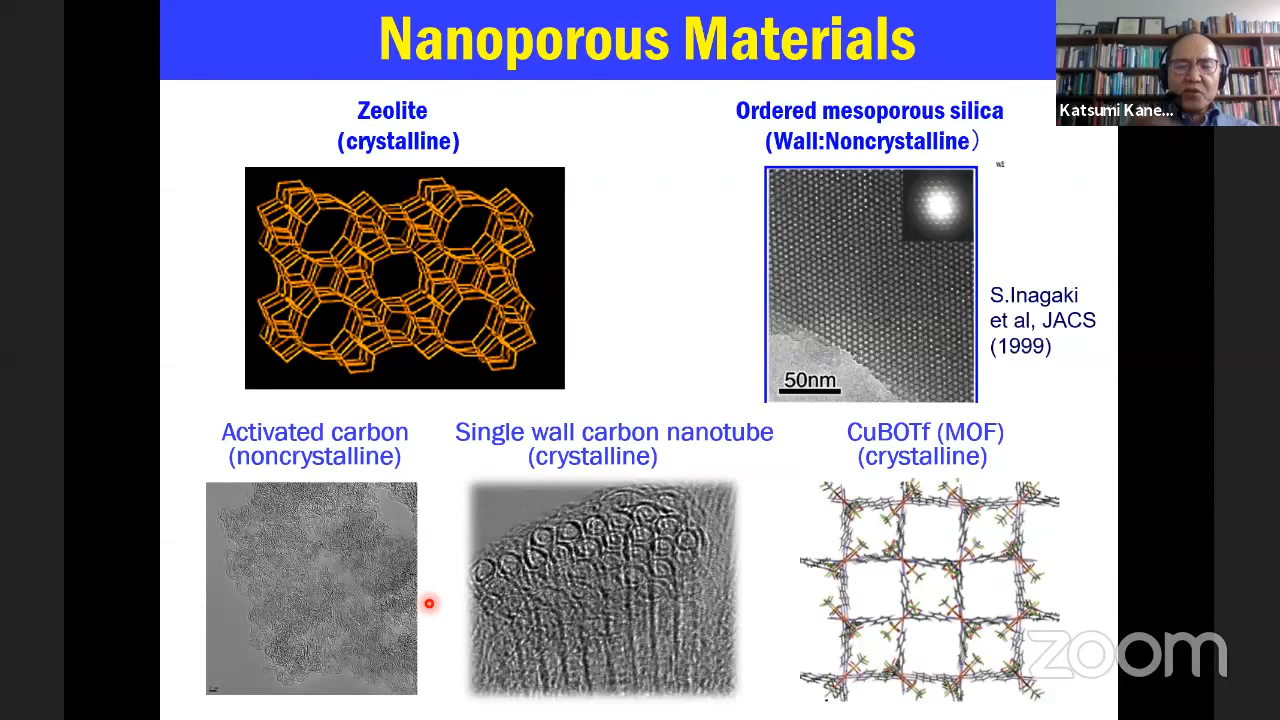 Nanoporous Materials
Katsumi Kane...
Zeolite
(crystalline)
Ordered mesoporous silica
(Wall:Noncrystalline）
50nm
S.Inagaki
et al, JACS
(1999)
Activated carbon
(noncrystalline)
Single wall carbon nanotube
(crystalline)
CuBOTf (MOF)
(crystalline)
zoom